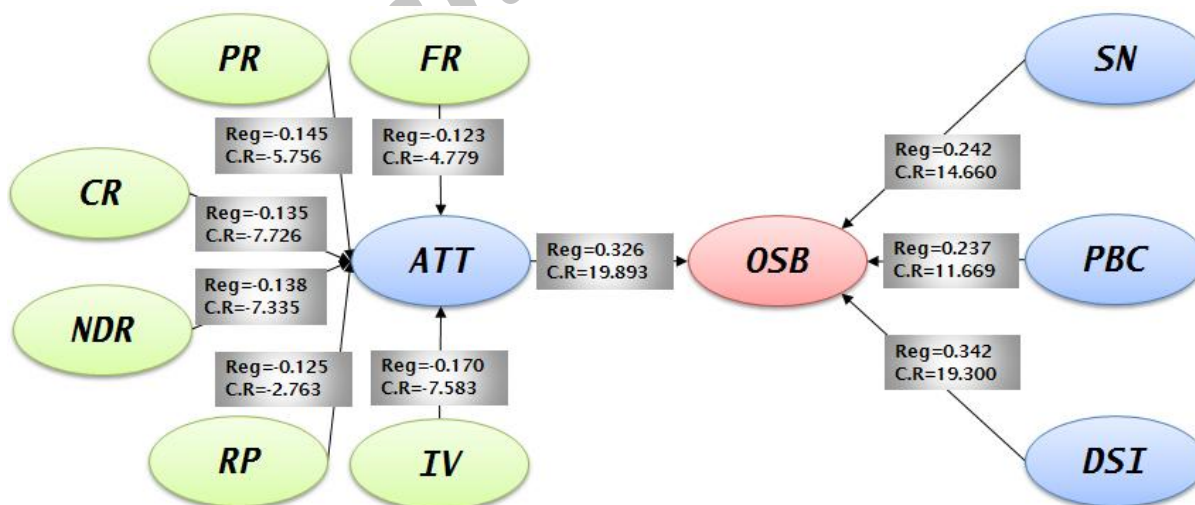 PR
FR
SN
Reg=-0.145
C.R=-5.756
Reg=-0.123
C.R=-4.779
Reg=0.242
C.R=14.660
CR
Reg=-0.135
C.R=-7.726
ATT
Reg=0.326
C.R=19.893
OSB
Reg=0.237
C.R=11.669
PBC
NDR
Reg=-0.138
C.R=-7.335
Reg=-0.125
C.R=-2.763
Reg=-0.170
C.R=-7.583
Reg=0.342
C.R=19.300
RP
IV
DSI